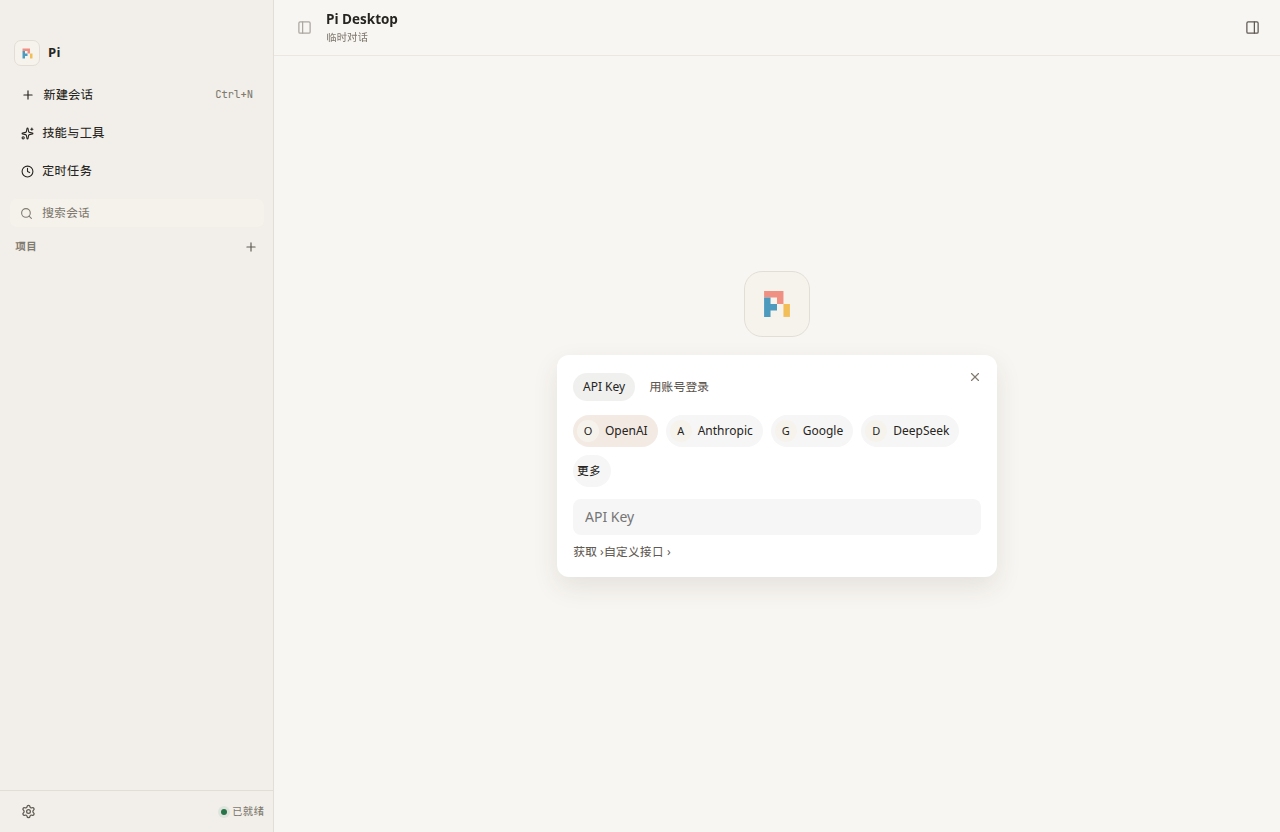 Pi
新建会话 Ctrl+N
技能与工具
定时任务
搜索会话
项目
已就绪
Pi Desktop
临时对话
API Key 用账号登录
O OpenAI A Anthropic G Google D DeepSeek
更多
API Key
获取 ›自定义接口 ›